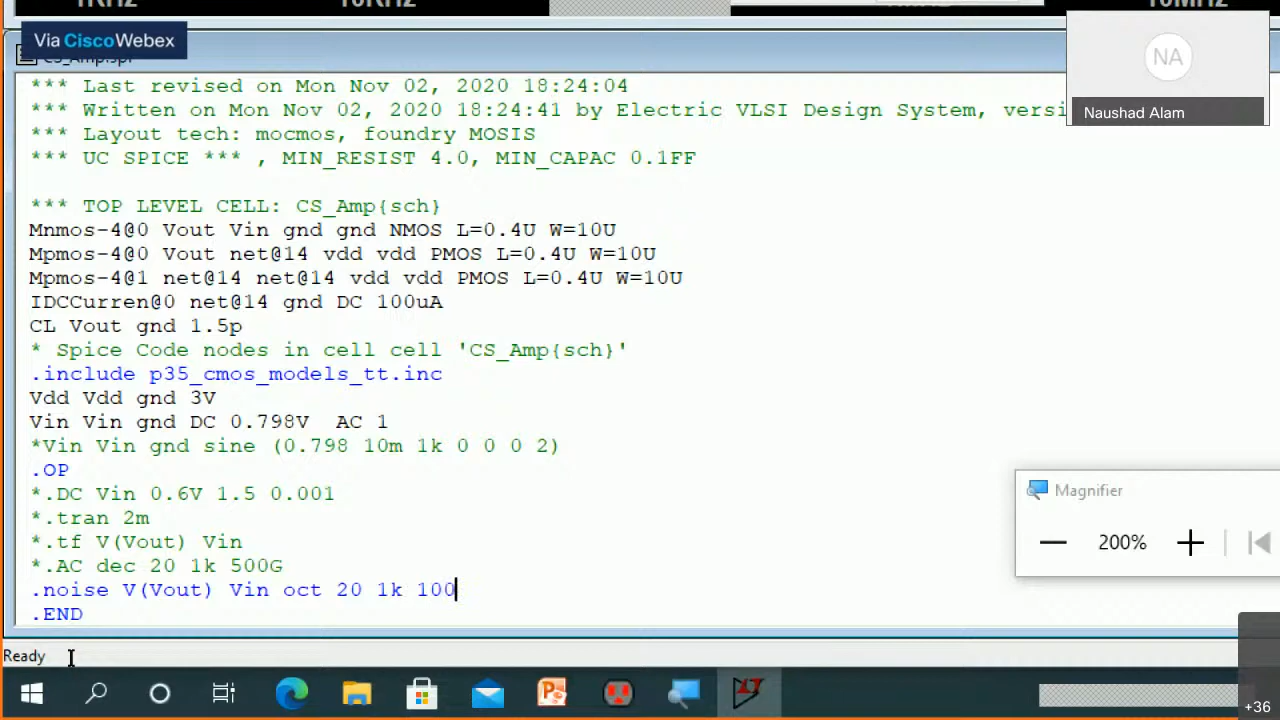 1KHz 10KHz 10MHz
Via CiscoWebex
CS_Amp.spi
NA
Naushad Alam
*** Last revised on Mon Nov 02, 2020 18:24:04
*** Written on Mon Nov 02, 2020 18:24:41 by Electric VLSI Design System, versi
*** Layout tech: mocmos, foundry MOSIS
*** UC SPICE *** , MIN_RESIST 4.0, MIN_CAPAC 0.1FF
*** TOP LEVEL CELL: CS_Amp{sch}
Mnmos-4@0 Vout Vin gnd gnd NMOS L=0.4U W=10U
Mpmos-4@0 Vout net@14 vdd vdd PMOS L=0.4U W=10U
Mpmos-4@1 net@14 net@14 vdd vdd PMOS L=0.4U W=10U
IDCCurren@0 net@14 gnd DC 100uA
CL Vout gnd 1.5p
* Spice Code nodes in cell cell 'CS_Amp{sch}'
.include p35_cmos_models_tt.inc
Vdd Vdd gnd 3V
Vin Vin gnd DC 0.798V AC 1
*Vin Vin gnd sine (0.798 10m 1k 0 0 0 2)
.OP
*.DC Vin 0.6V 1.5 0.001
*.tran 2m
*.tf V(Vout) Vin
*.AC dec 20 1k 500G
.noise V(Vout) Vin oct 20 1k 100
.END
Magnifier
200%
Ready
+36